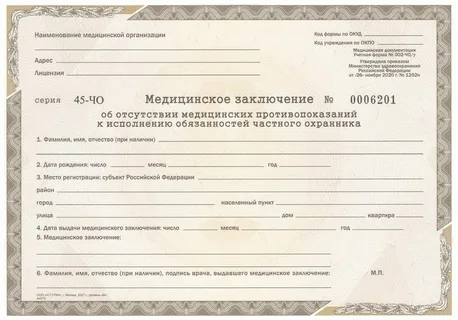 Наименование медицинской организации
Код формы по ОКУД
Код учреждения по ОКПО
Медицинская документация
Учетная форма № 002-ЧО/у
Утверждена приказом
Министерства здравоохранения
Российской Федерации
от «26» ноября 2020 г. № 1252н
Адрес
Лицензия
серия 45-ЧО Медицинское заключение № 0006201
об отсутствии медицинских противопоказаний
к исполнению обязанностей частного охранника
1. Фамилия, имя, отчество (при наличии)
2. Дата рождения: число месяц год
3. Место регистрации: субъект Российской Федерации
район
город населенный пункт
улица дом квартира
4. Дата выдачи медицинского заключения: число месяц год
5. Медицинское заключение:
6. Фамилия, имя, отчество (при наличии), подпись врача, выдавшего медицинское заключение:
М.П.